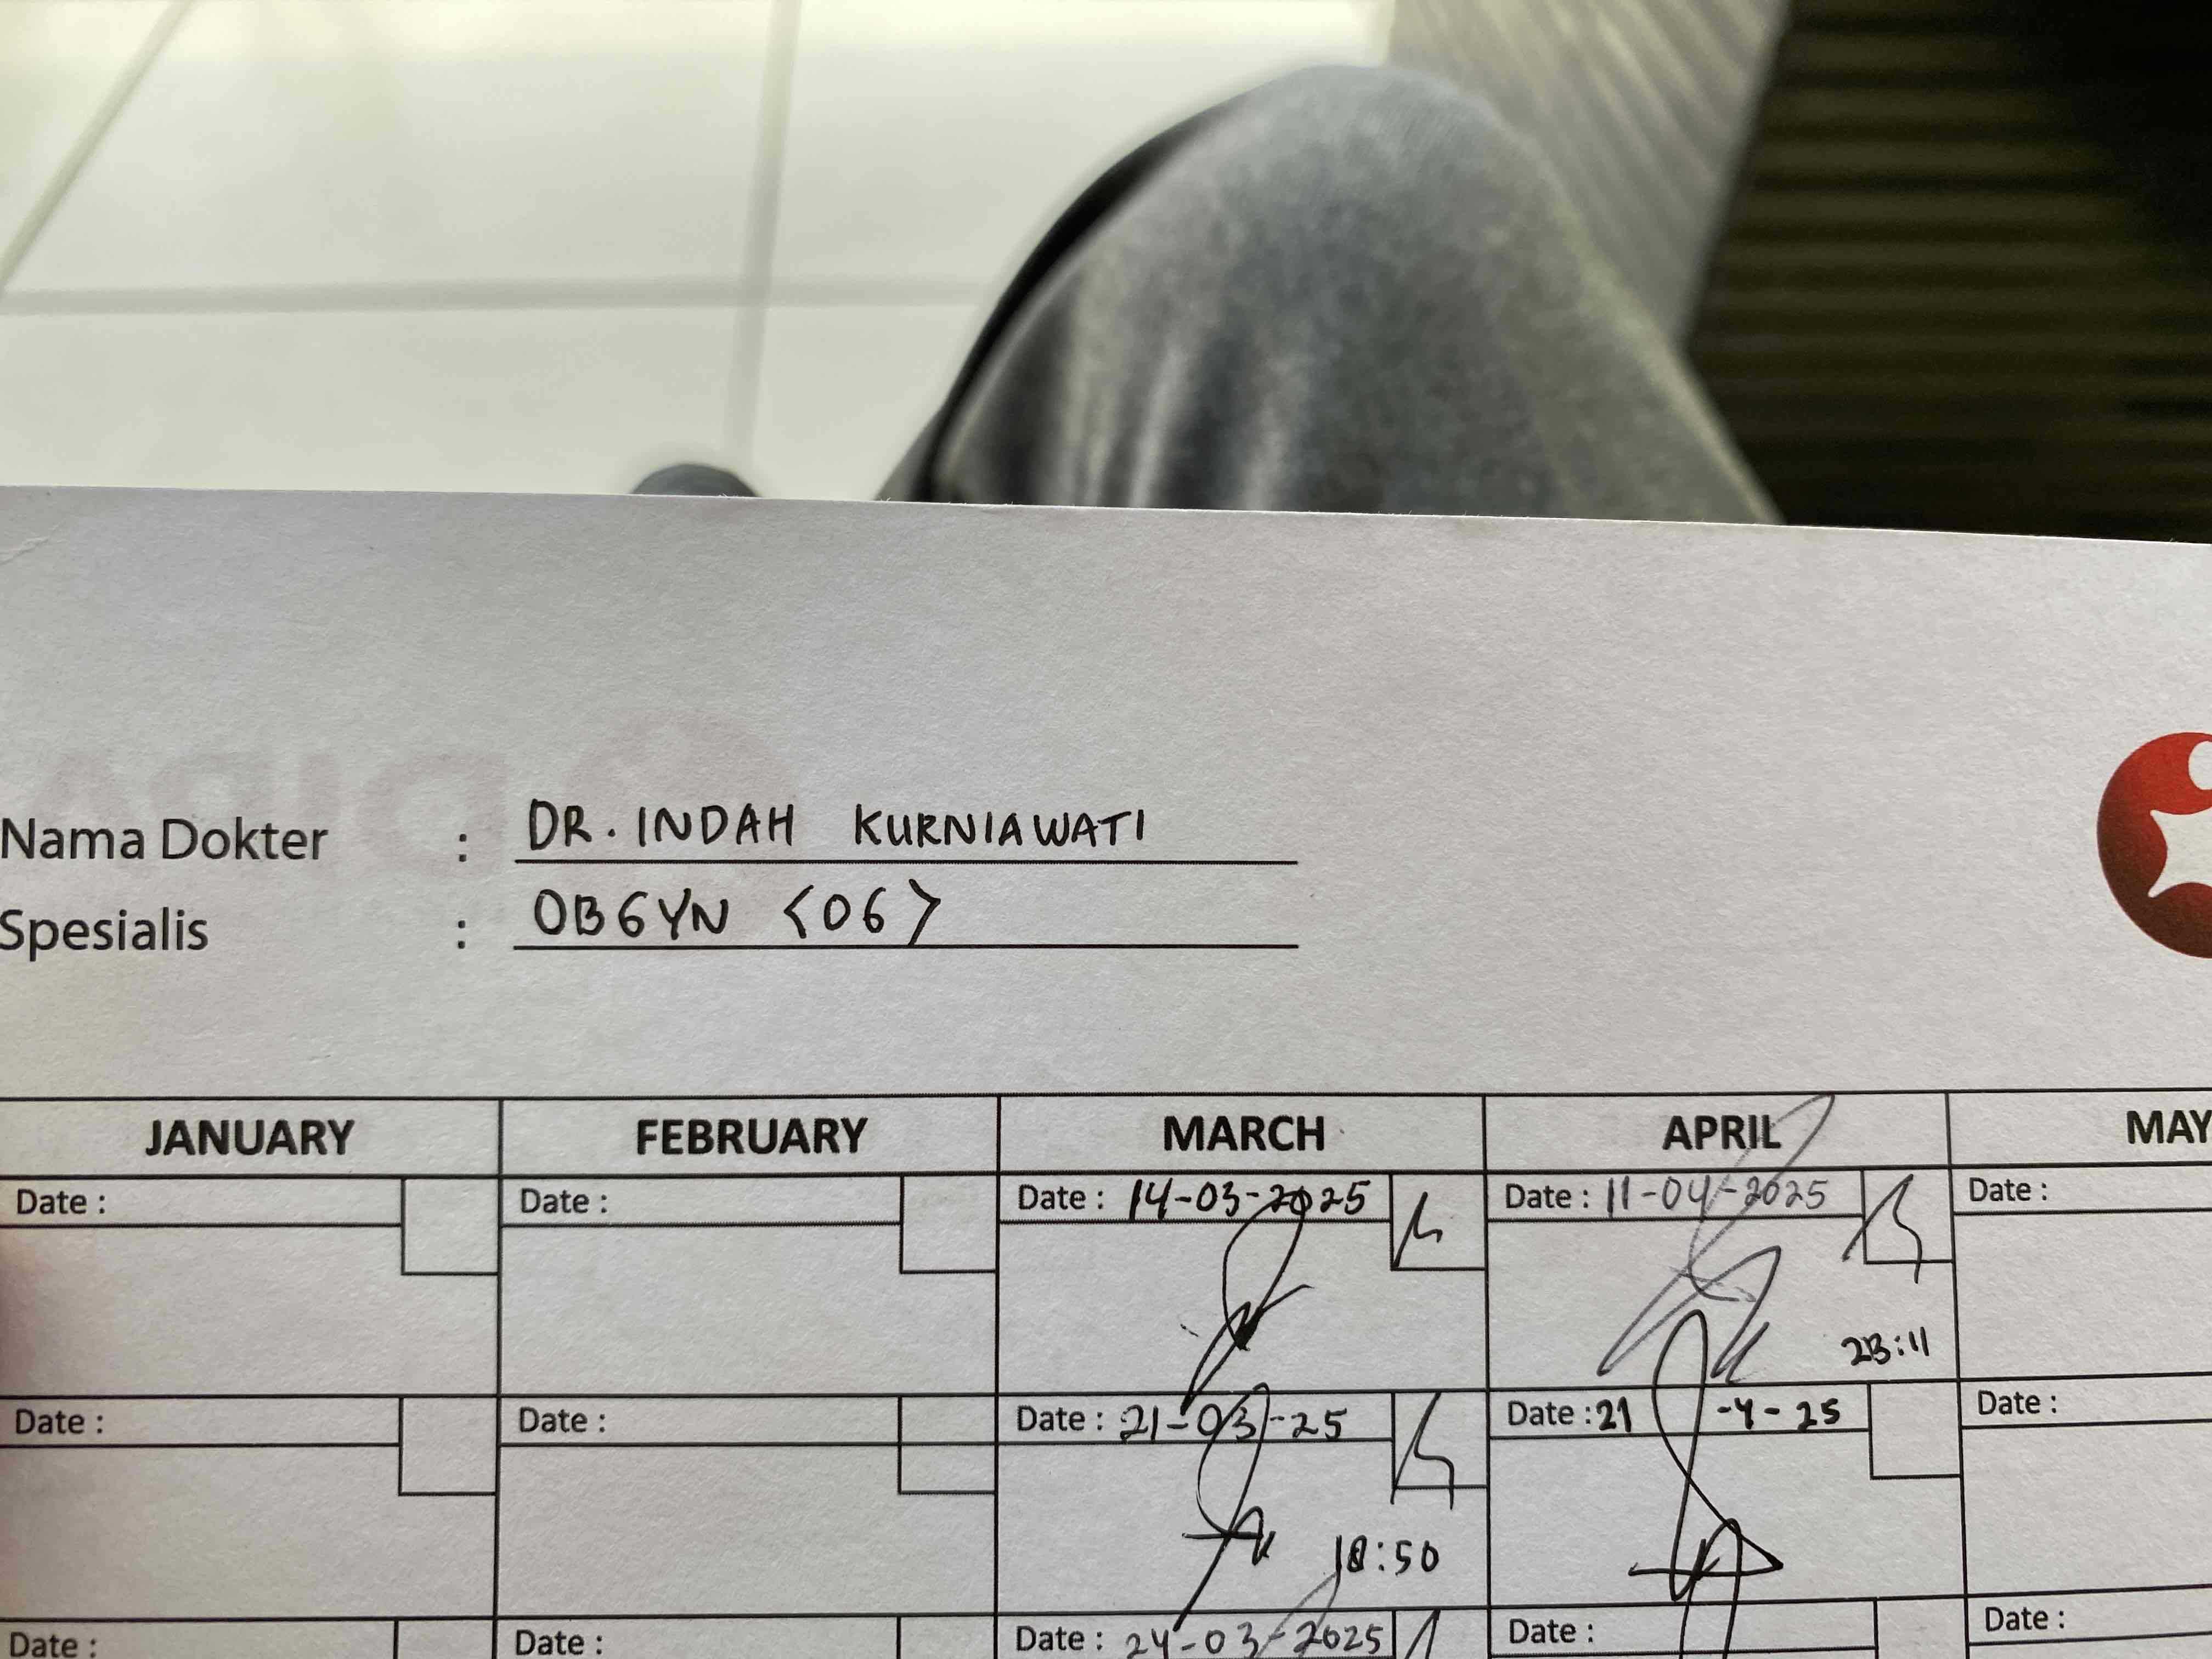 Nama Dokter : DR. INDAH KURNIAWATI
Spesialis : OBGYN <06>
JANUARY FEBRUARY MARCH APRIL MAY
Date : Date : Date : 14-03-2025 Date : 11-04-2025 Date :
23:11
Date : Date : Date : 21-03-25 Date : 21 -4-25 Date :
18:50
Date : Date : Date : 24-03-2025 Date : Date :